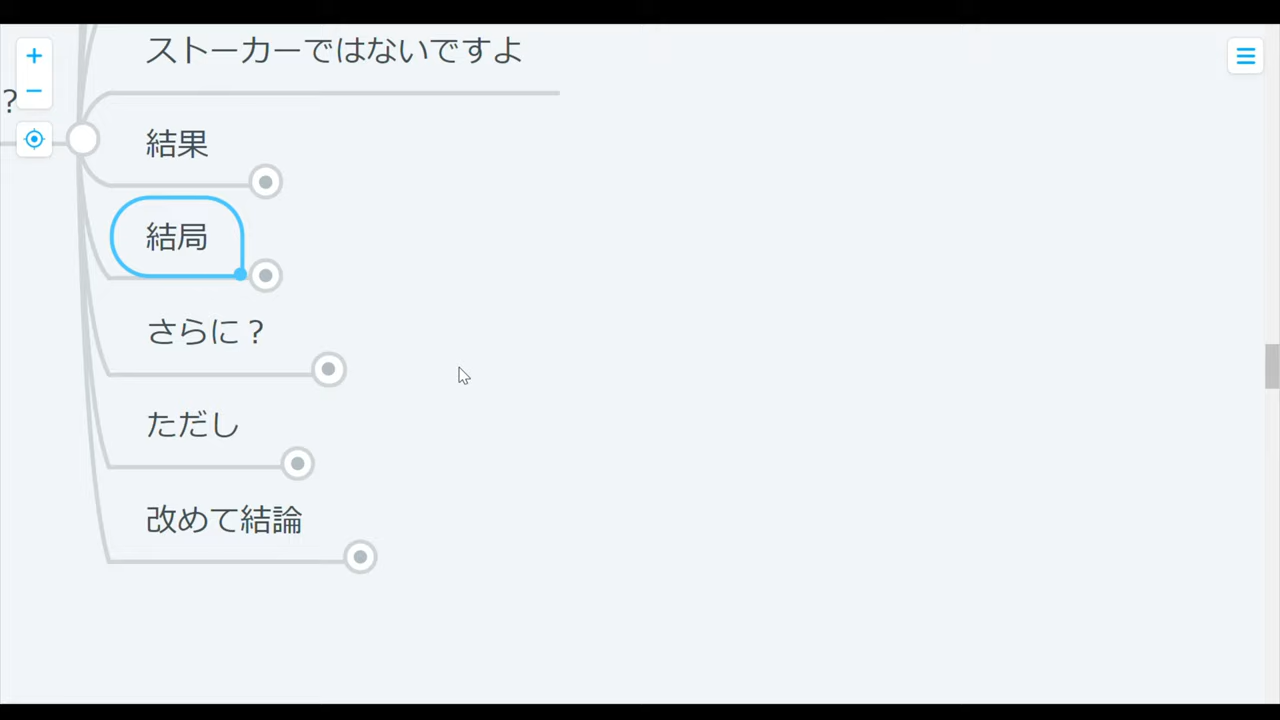 ストーカーではないですよ
?
結果
結局
さらに？
ただし
改めて結論